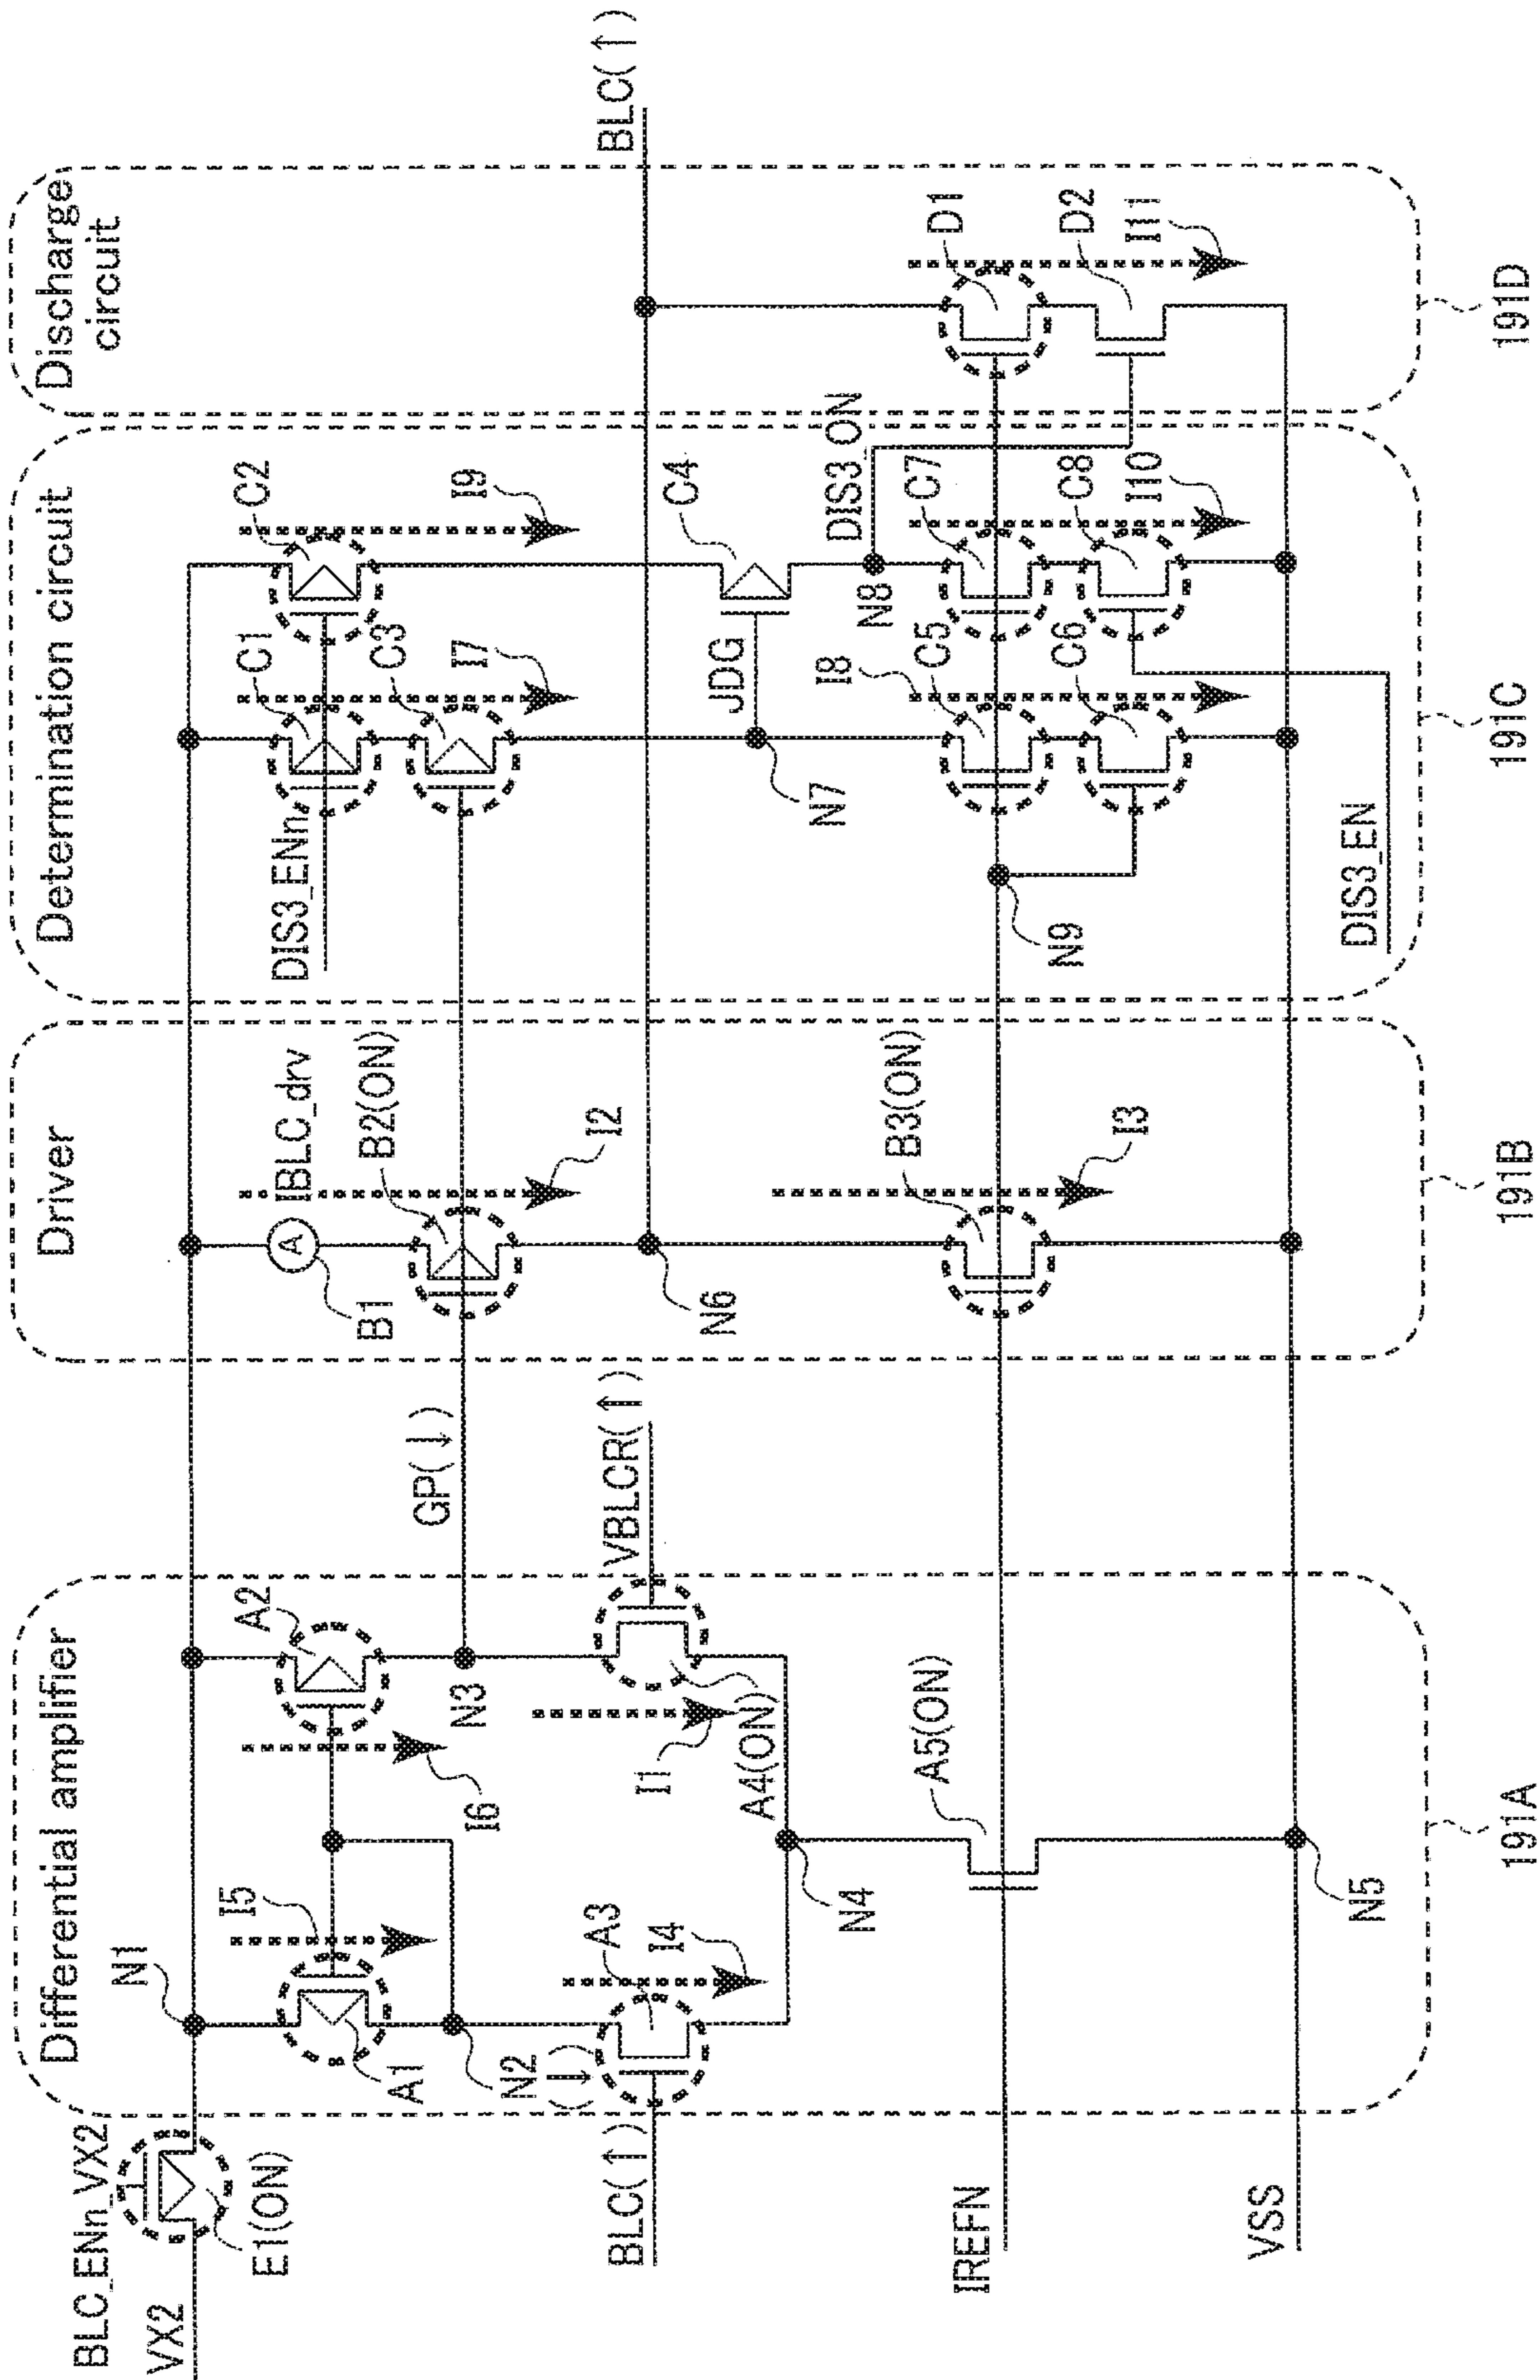 Differential amplifier
Driver
Determination circuit
Discharge
circuit
BLC_ENn_VX2
VX2
E1(ON)
N1
A1
I5
A2
I6
N2
(↓)
BLC(↑)
A3
I4
N3
GP(↓)
VBLCR(↑)
I1
A4(ON)
N4
A5(ON)
IREFN
VSS
N5
191A
B1
IBLC_drv
B2(ON)
I2
N6
B3(ON)
I3
191B
DIS3_ENn
C1
C2
C3
I7
I9
JDG
C4
N7
N8
DIS3_ON
I8
C5
C7
C6
C8
I10
N9
DIS3_EN
191C
BLC(↑)
D1
D2
I11
191D